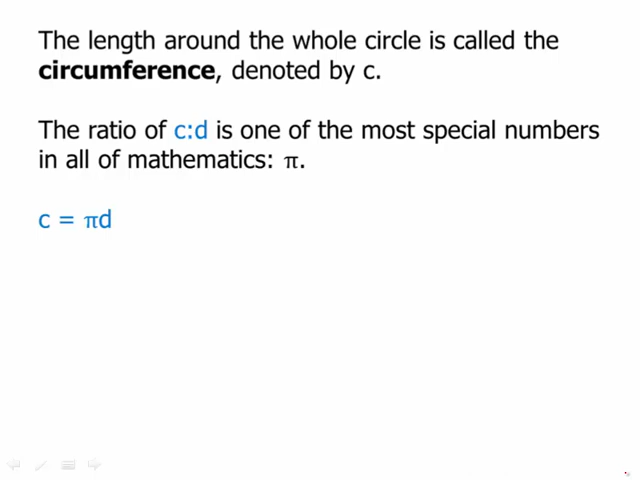 The length around the whole circle is called the
circumference, denoted by c.
The ratio of c:d is one of the most special numbers
in all of mathematics: π.
c = πd